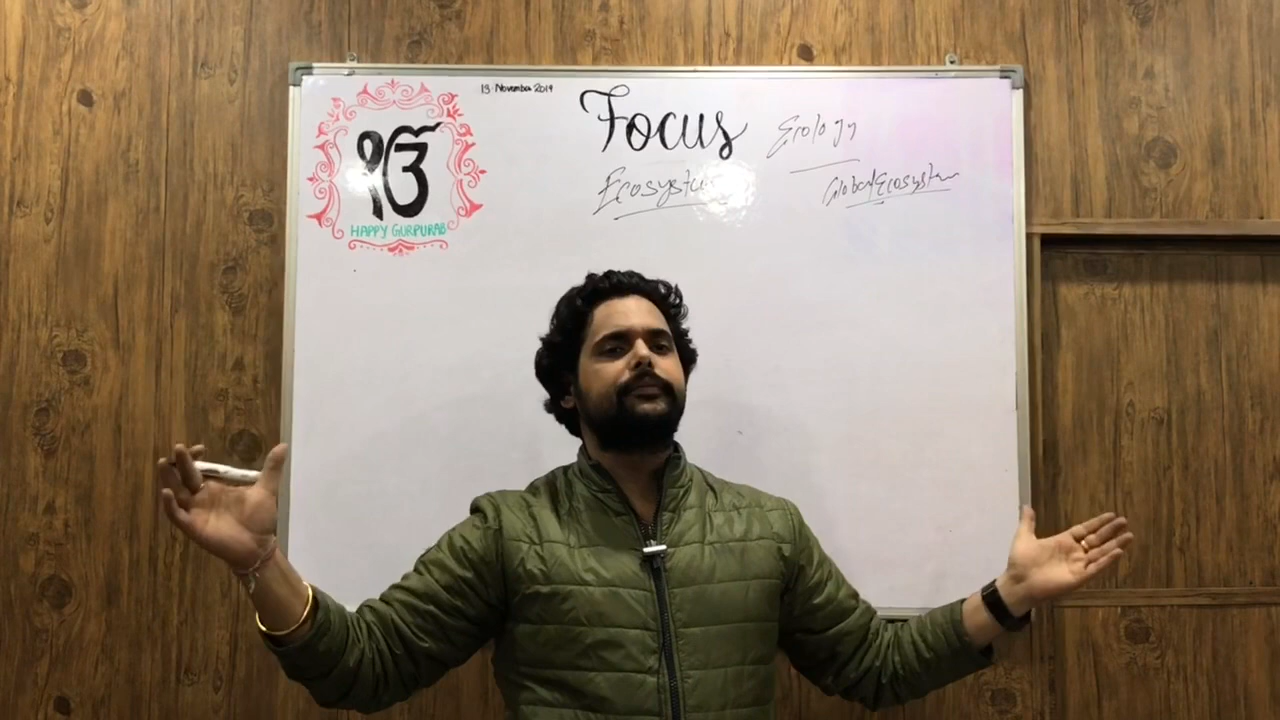 13 November 2019
Focus
Ecology
Ecosystem
Global Ecosystem
ੴ
HAPPY GURPURAB